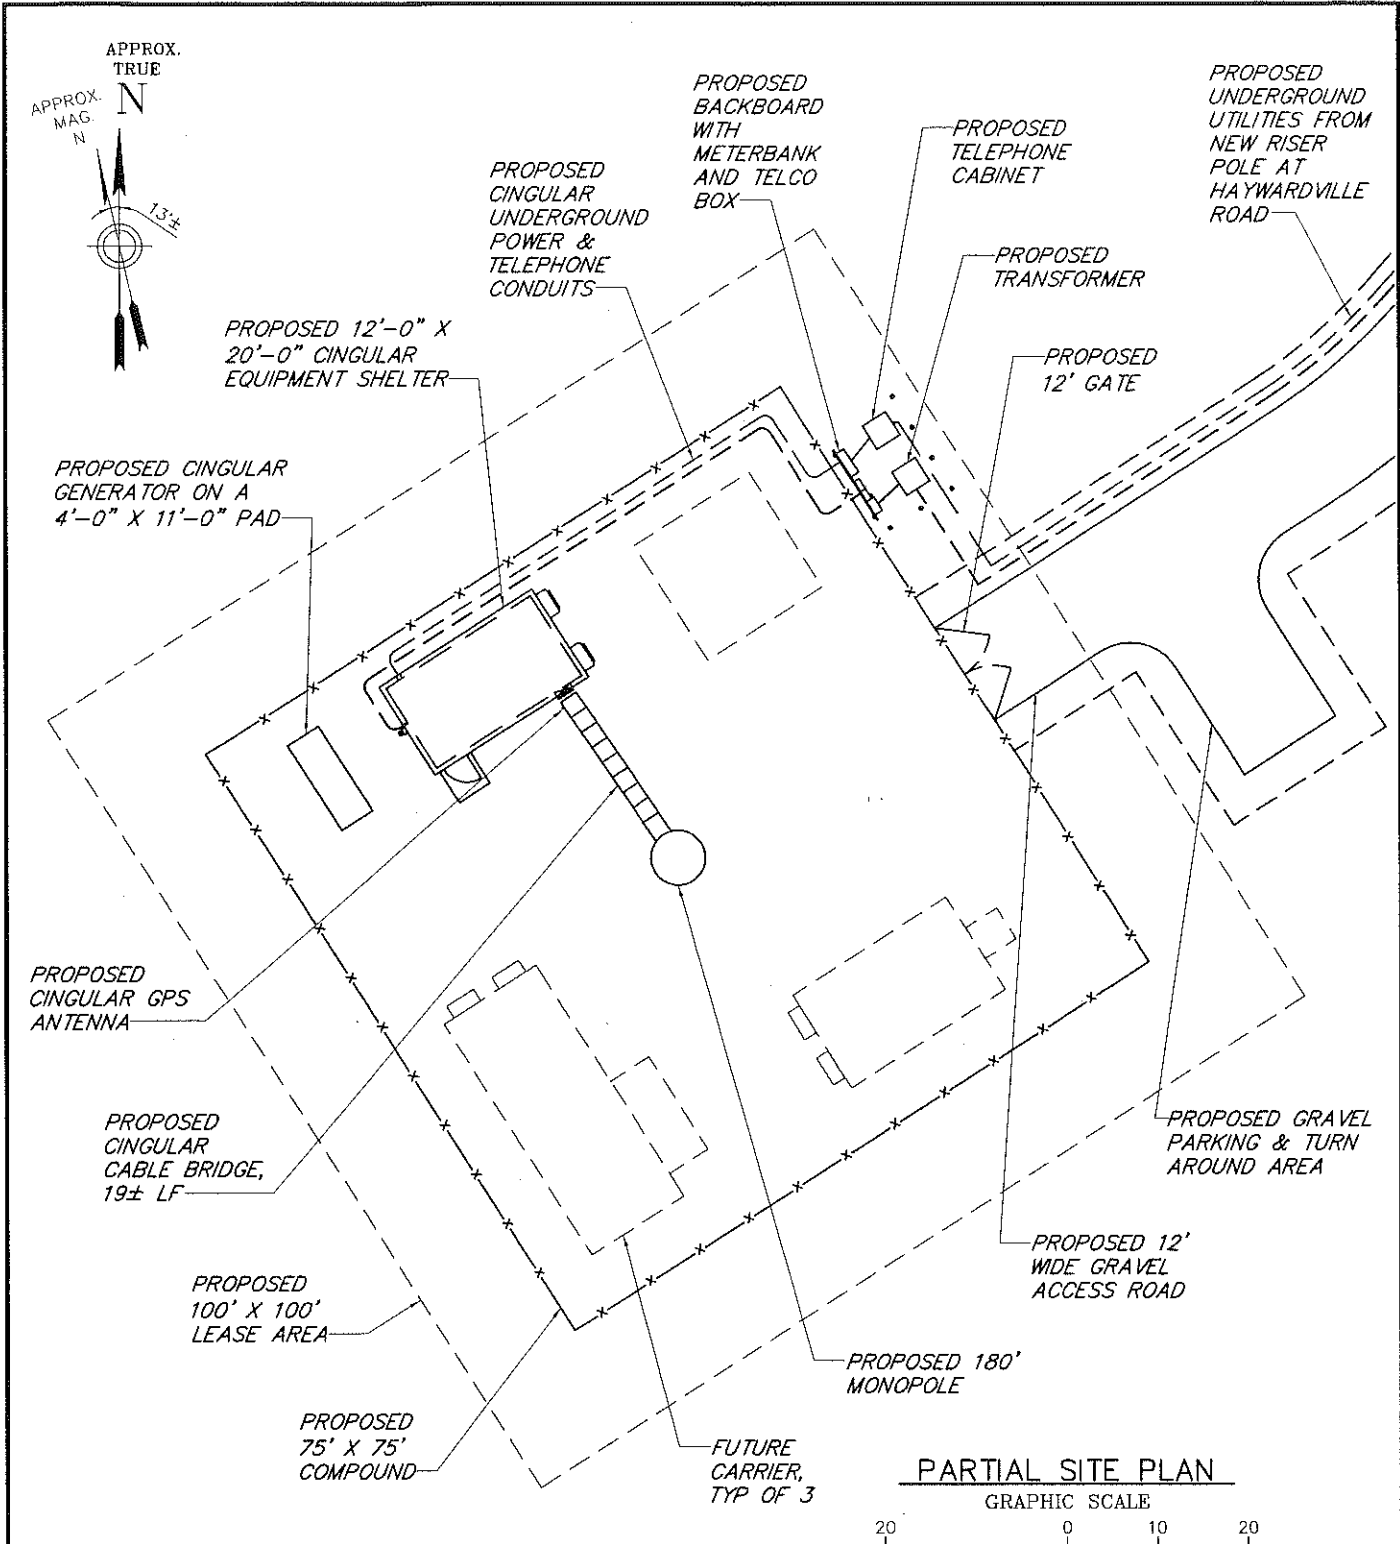 APPROX.
TRUE
N
APPROX.
MAG.
N
13'±
PROPOSED
BACKBOARD
WITH
METERBANK
AND TELCO
BOX
PROPOSED
TELEPHONE
CABINET
PROPOSED
UNDERGROUND
UTILITIES FROM
NEW RISER
POLE AT
HAYWARDVILLE
ROAD
PROPOSED
CINGULAR
UNDERGROUND
POWER &
TELEPHONE
CONDUITS
PROPOSED
TRANSFORMER
PROPOSED 12'-0" X
20'-0" CINGULAR
EQUIPMENT SHELTER
PROPOSED
12' GATE
PROPOSED CINGULAR
GENERATOR ON A
4'-0" X 11'-0" PAD
PROPOSED
CINGULAR GPS
ANTENNA
PROPOSED
CINGULAR
CABLE BRIDGE,
19± LF
PROPOSED GRAVEL
PARKING & TURN
AROUND AREA
PROPOSED 12'
WIDE GRAVEL
ACCESS ROAD
PROPOSED
100' X 100'
LEASE AREA
PROPOSED 180'
MONOPOLE
PROPOSED
75' X 75'
COMPOUND
FUTURE
CARRIER,
TYP OF 3
PARTIAL SITE PLAN
GRAPHIC SCALE
20 0 10 20